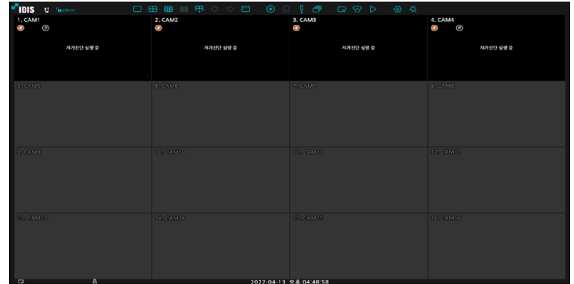 IDIS admin
1. CAM1 2. CAM2 3. CAM3 4. CAM4
자가진단 실행 중 자가진단 실행 중 자가진단 실행 중 자가진단 실행 중
5. CAM5 6. CAM6 7. CAM7 8. CAM8
9. CAM9 10. CAM10 11. CAM11 12. CAM12
13. CAM13 14. CAM14 15. CAM15 16. CAM16
2022-04-13 오후 04:48:58